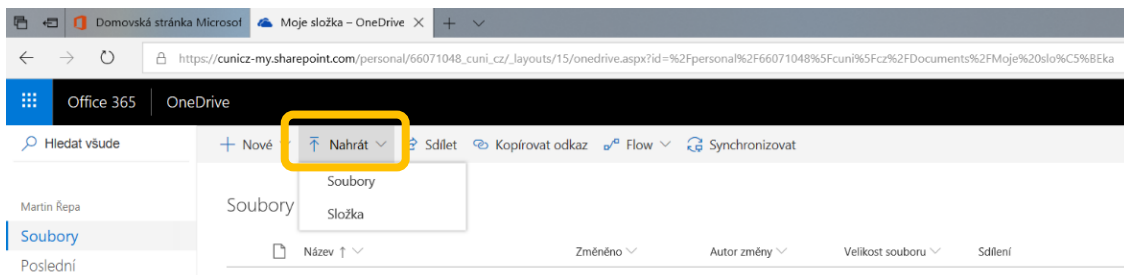 Domovská stránka Microsof Moje složka – OneDrive
https://cunicz-my.sharepoint.com/personal/66071048_cuni_cz/_layouts/15/onedrive.aspx?id=%2Fpersonal%2F66071048%5Fcuni%5Fcz%2FDocuments%2FMoje%20slo%C5%BEka
Office 365 OneDrive
Hledat všude + Nové Nahrát Sdílet Kopírovat odkaz Flow Synchronizovat
Soubory
Martin Řepa Soubory
Složka
Soubory
Název ↑ Změněno Autor změny Velikost souboru Sdílení
Poslední